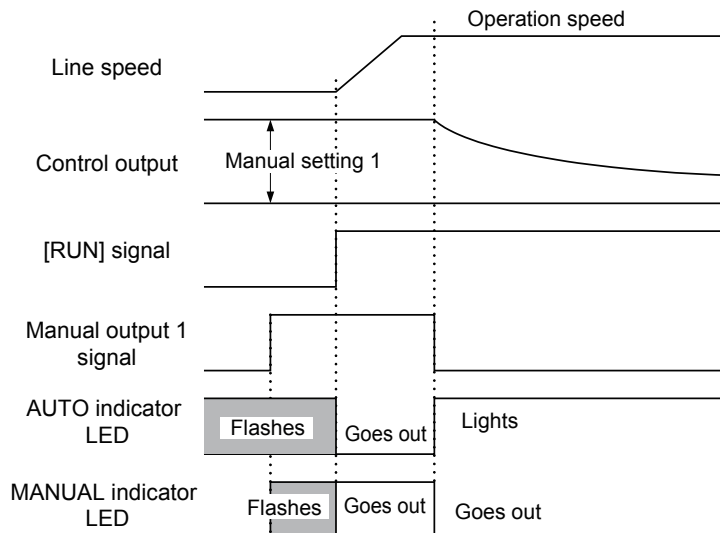 Operation speed
Line speed
Control output
Manual setting 1
[RUN] signal
Manual output 1
signal
AUTO indicator
LED
Flashes
Goes out
Lights
MANUAL indicator
LED
Flashes
Goes out
Goes out